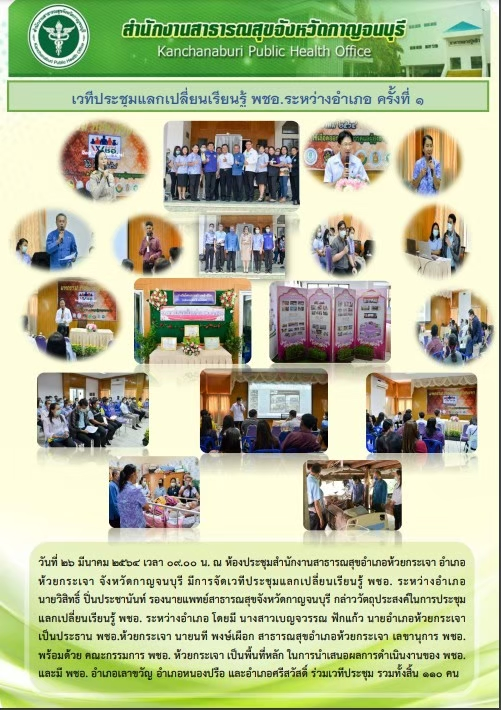 สำนักงานสาธารณสุขจังหวัดกาญจนบุรี
Kanchanaburi Public Health Office
เวทีประชุมแลกเปลี่ยนเรียนรู้ พชอ.ระหว่างอำเภอ ครั้งที่ ๑
วันที่ ๒๖ มีนาคม ๒๕๖๔ เวลา ๐๙.๐๐ น. ณ ห้องประชุมสำนักงานสาธารณสุขอำเภอห้วยกระเจา อำเภอ
ห้วยกระเจา จังหวัดกาญจนบุรี มีการจัดเวทีประชุมแลกเปลี่ยนเรียนรู้ พชอ. ระหว่างอำเภอ
นายวิสิทธิ์ ปิ่นประชานันท์ รองนายแพทย์สาธารณสุขจังหวัดกาญจนบุรี กล่าววัตถุประสงค์ในการประชุม
แลกเปลี่ยนเรียนรู้ พชอ. ระหว่างอำเภอ โดยมี นางสาวเบญจวรรณ ฟักแก้ว นายอำเภอห้วยกระเจา
เป็นประธาน พชอ.ห้วยกระเจา นายนที พงษ์เผือก สาธารณสุขอำเภอห้วยกระเจา เลขานุการ พชอ.
พร้อมด้วย คณะกรรมการ พชอ. ห้วยกระเจา เป็นพื้นที่หลัก ในการนำเสนอผลการดำเนินงานของ พชอ.
และมี พชอ. อำเภอเลาขวัญ อำเภอหนองปรือ และอำเภอศรีสวัสดิ์ ร่วมเวทีประชุม รวมทั้งสิ้น ๑๑๐ คน